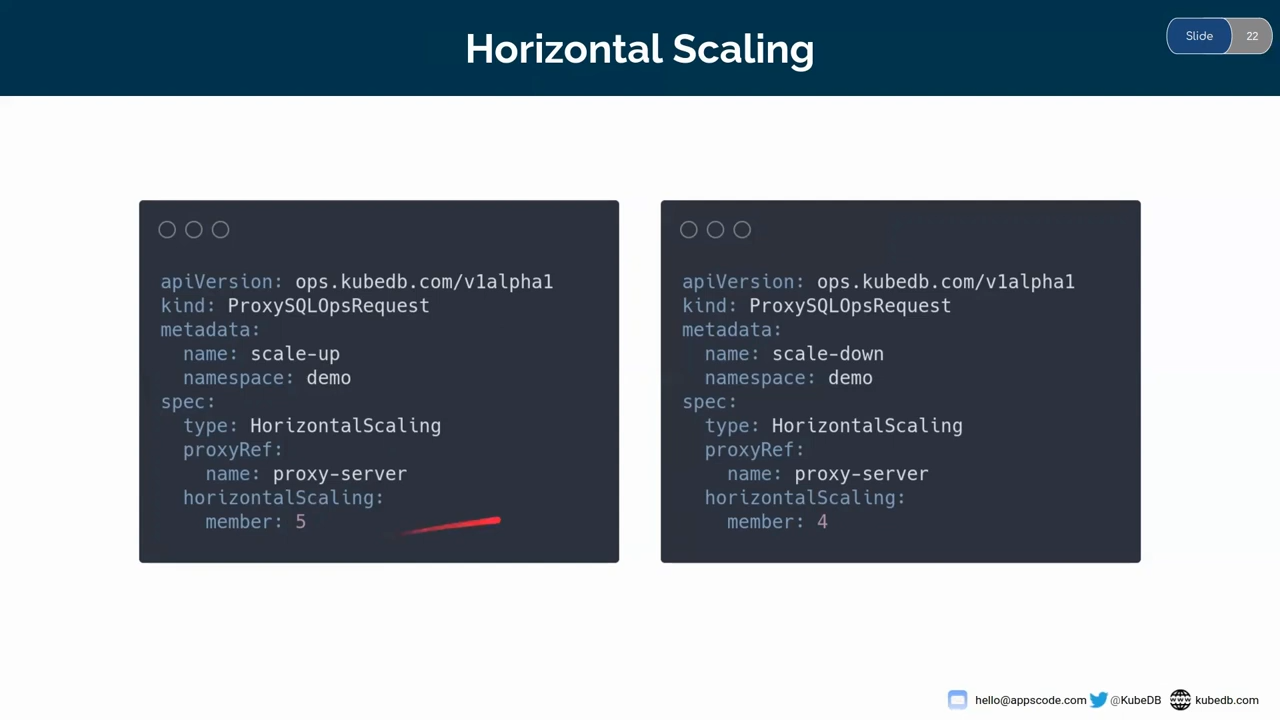 Horizontal Scaling
Slide 22
apiVersion: ops.kubedb.com/v1alpha1
kind: ProxySQLOpsRequest
metadata:
  name: scale-up
  namespace: demo
spec:
  type: HorizontalScaling
  proxyRef:
    name: proxy-server
  horizontalScaling:
    member: 5
apiVersion: ops.kubedb.com/v1alpha1
kind: ProxySQLOpsRequest
metadata:
  name: scale-down
  namespace: demo
spec:
  type: HorizontalScaling
  proxyRef:
    name: proxy-server
  horizontalScaling:
    member: 4
hello@appscode.com @KubeDB kubedb.com